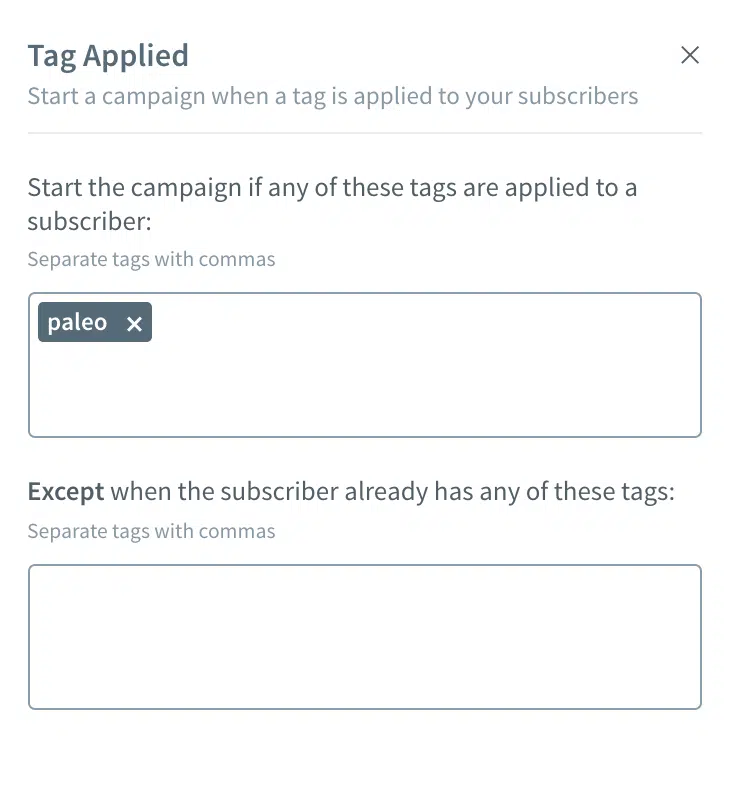 Tag Applied
Start a campaign when a tag is applied to your subscribers
Start the campaign if any of these tags are applied to a
subscriber:
Separate tags with commas
paleo
Except when the subscriber already has any of these tags:
Separate tags with commas